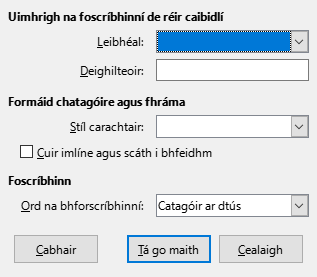 Uimhrigh na foscríbhinní de réir caibidlí
Leibhéal:
Deighilteoir:
Formáid chatagóire agus fhráma
Stíl carachtair:
Cuir imlíne agus scáth i bhfeidhm
Foscríbhinn
Ord na bhforscríbhinní: Catagóir ar dtús
Cabhair Tá go maith Cealaigh